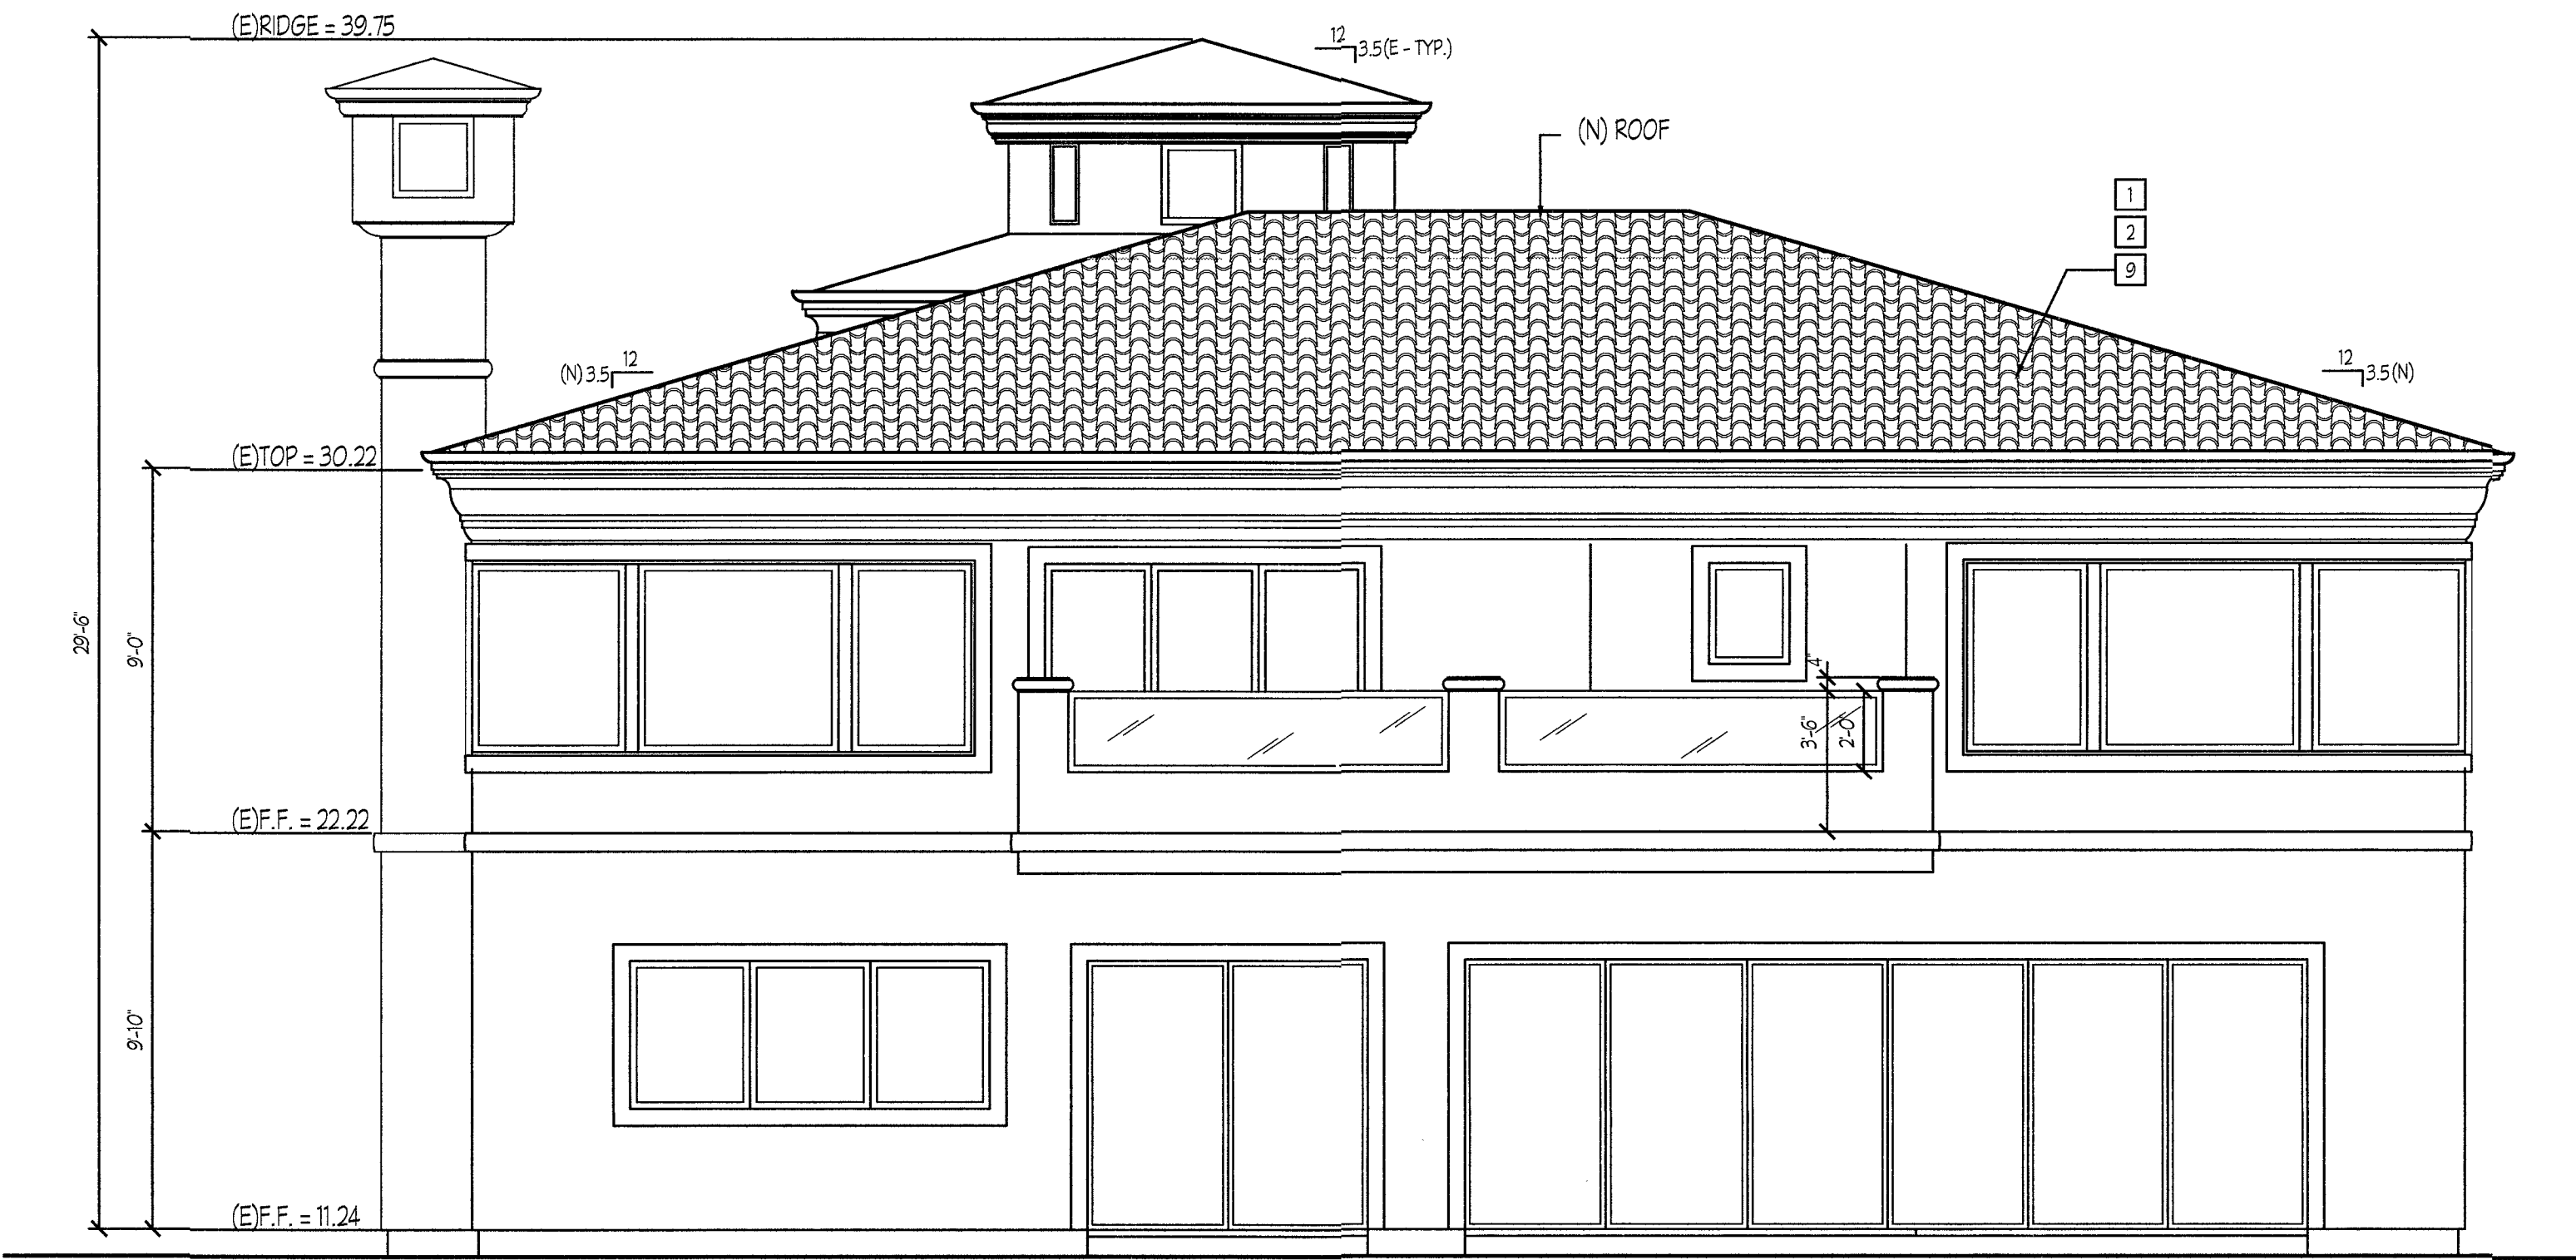 (E)RIDGE = 39.75
12
3.5(E - TYP.)
(N) ROOF
1
2
9
(N) 3.5
12
12
3.5(N)
(E)TOP = 30.22
29'-6"
9'-0"
4"
3'-6"
2'-0"
(E)F.F. = 22.22
9'-10"
(E)F.F. = 11.24